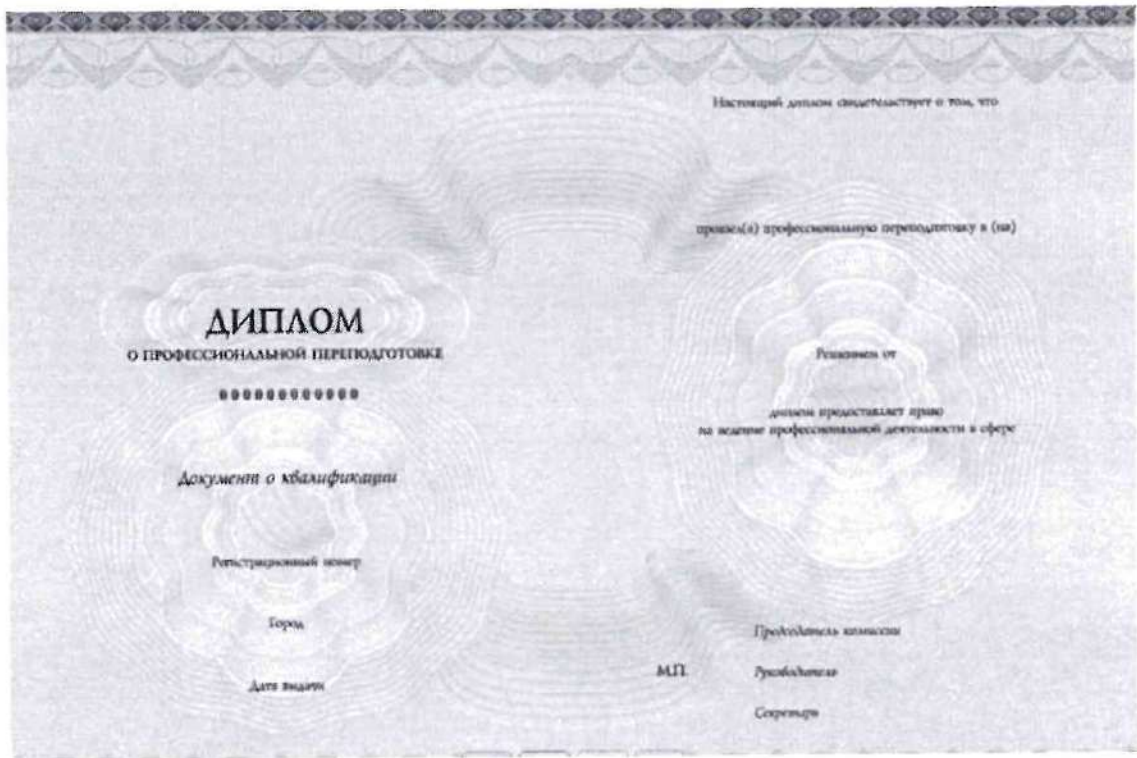 ДИПЛОМ
О ПРОФЕССИОНАЛЬНОЙ ПЕРЕПОДГОТОВКЕ
000000000000
Документ о квалификации
Регистрационный номер
Город
Дата выдачи
Настоящий диплом свидетельствует о том, что
прошел(а) профессиональную переподготовку в (на)
Решением от
диплом предоставляет право
на ведение профессиональной деятельности в сфере
М.П.
Председатель комиссии
Руководитель
Секретарь